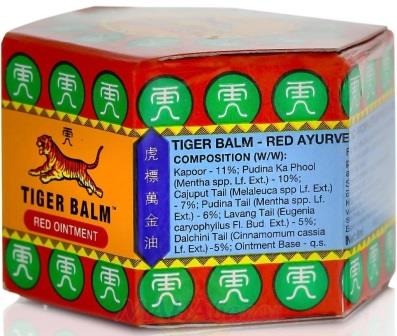 TIGER BALM™
RED OINTMENT
虎
標
萬
金
油
TIGER BALM - RED AYURVE
COMPOSITION (W/W):
Kapoor - 11%; Pudina Ka Phool
(Mentha spp. Lf. Ext.) - 10%;
Cajuput Tail (Melaleuca spp Lf. Ext.)
- 7%; Pudina Tail (Mentha spp. Lf.
Ext.) - 6%; Lavang Tail (Eugenia
caryophyllus Fl. Bud Ext.) - 5%;
Dalchini Tail (Cinnamomum cassia
Lf. Ext.) -5%; Ointment Base - q.s.